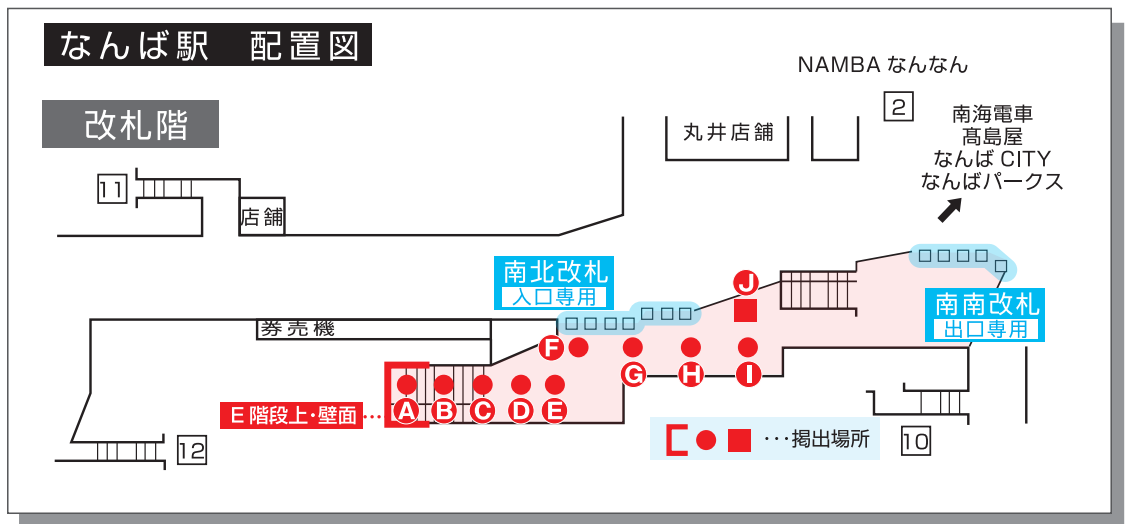 なんば駅　配置図
改札階
NAMBA なんなん
2
南海電車
髙島屋
なんば CITY
なんばパークス
丸井店舗
11
店舗
南北改札
入口専用
J
南南改札
出口専用
券売機
F
G
H
I
E 階段上・壁面…
A
B
C
D
E
12
…掲出場所
10